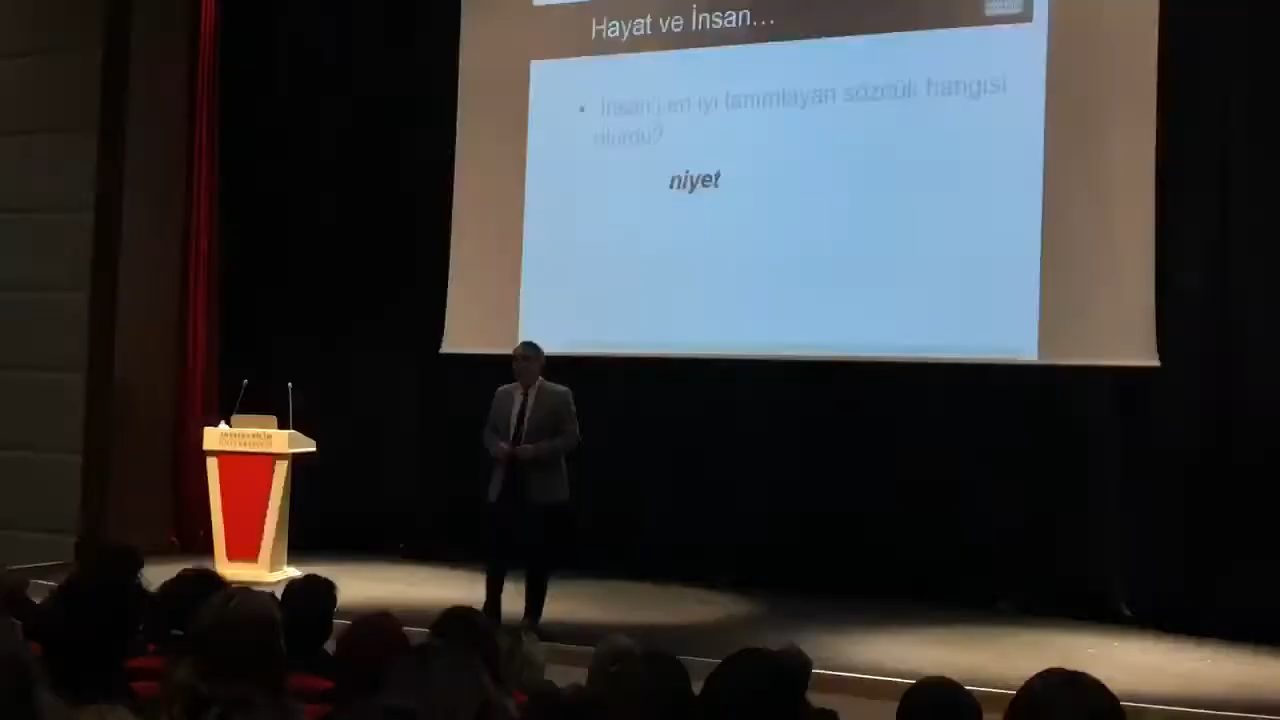 Hayat ve İnsan...
• İnsan'ı en iyi tanımlayan sözcük hangisi
olurdu?
niyet